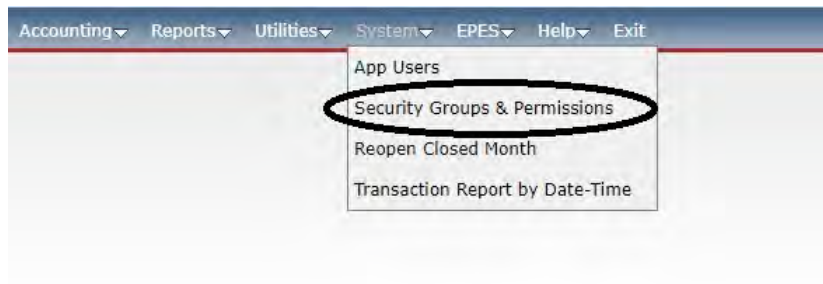 Accounting Reports Utilities System EPES Help Exit
App Users
Security Groups & Permissions
Reopen Closed Month
Transaction Report by Date-Time